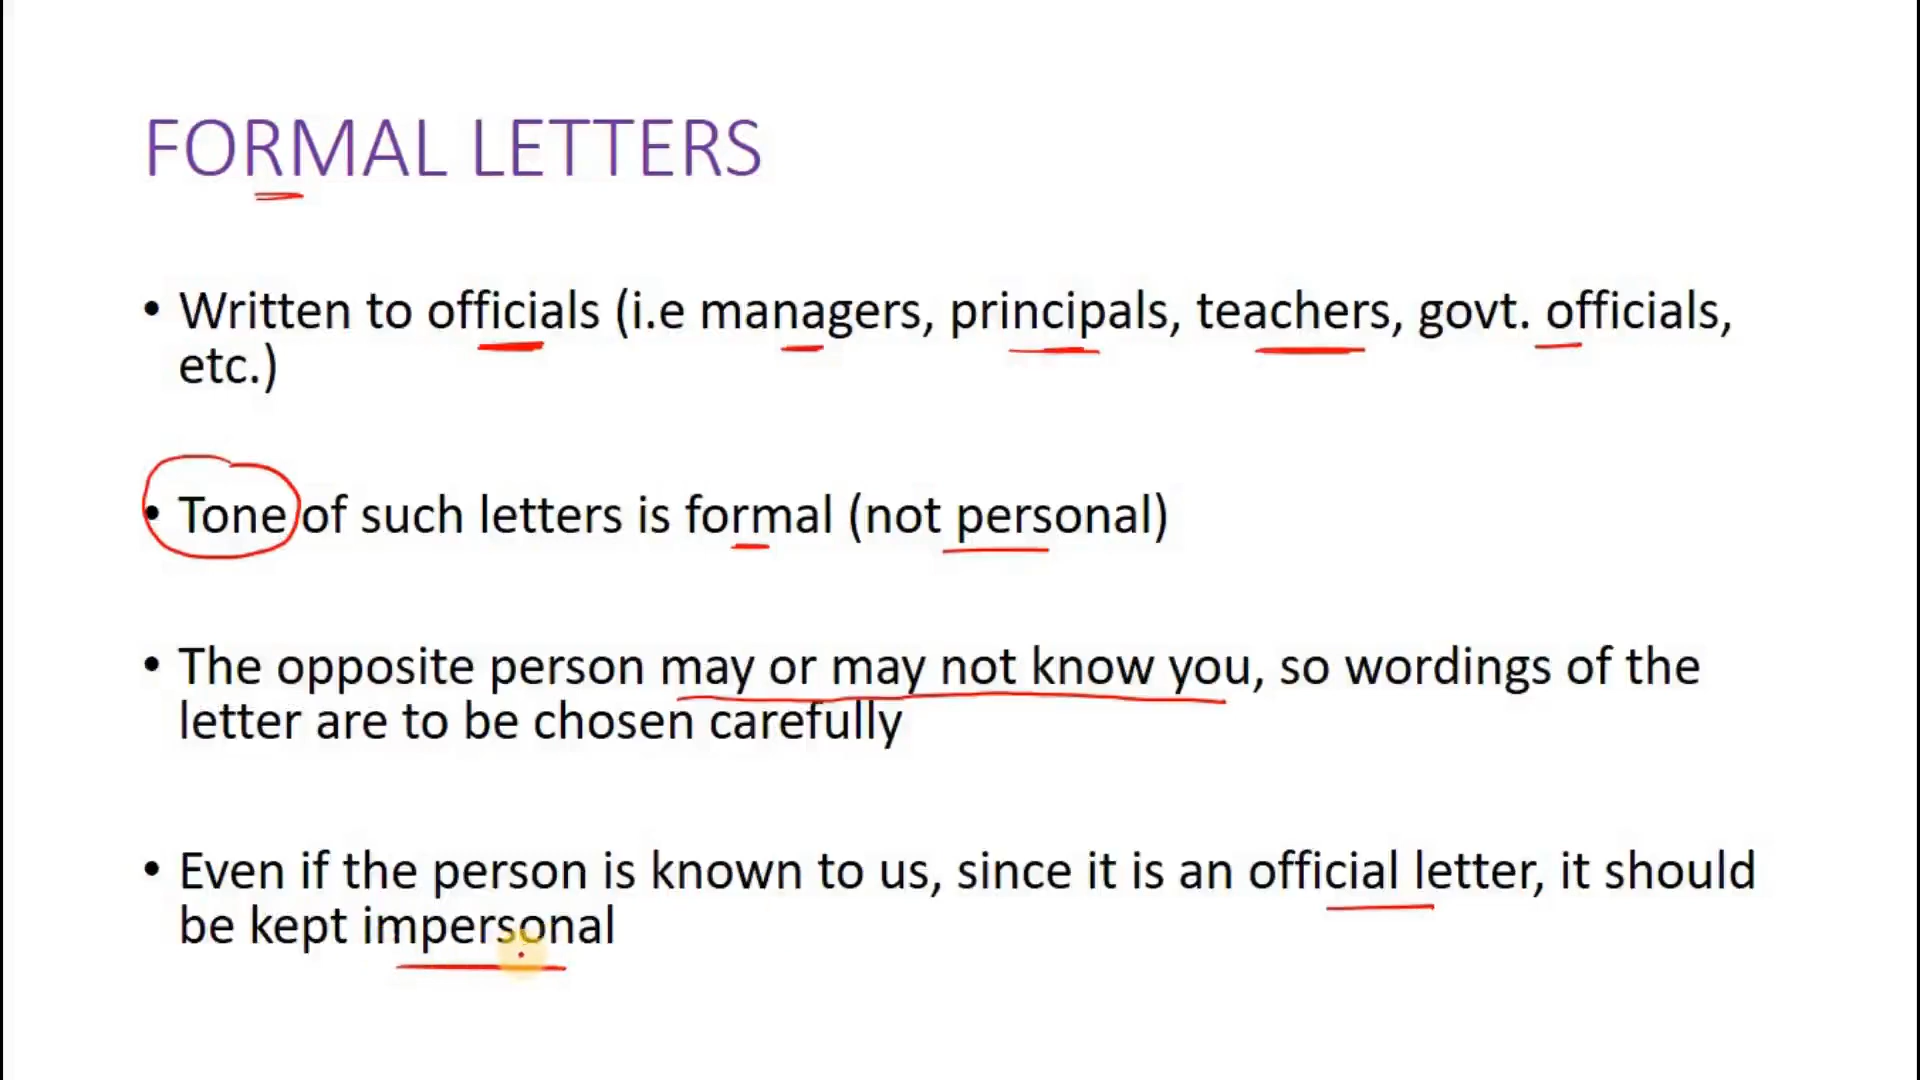 FORMAL LETTERS
• Written to officials (i.e managers, principals, teachers, govt. officials,
etc.)
• Tone of such letters is formal (not personal)
• The opposite person may or may not know you, so wordings of the
letter are to be chosen carefully
• Even if the person is known to us, since it is an official letter, it should
be kept impersonal